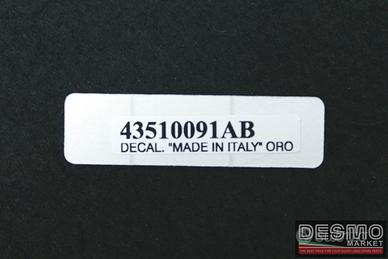 43510091AB
DECAL. "MADE IN ITALY" ORO
DESMO
MARKET